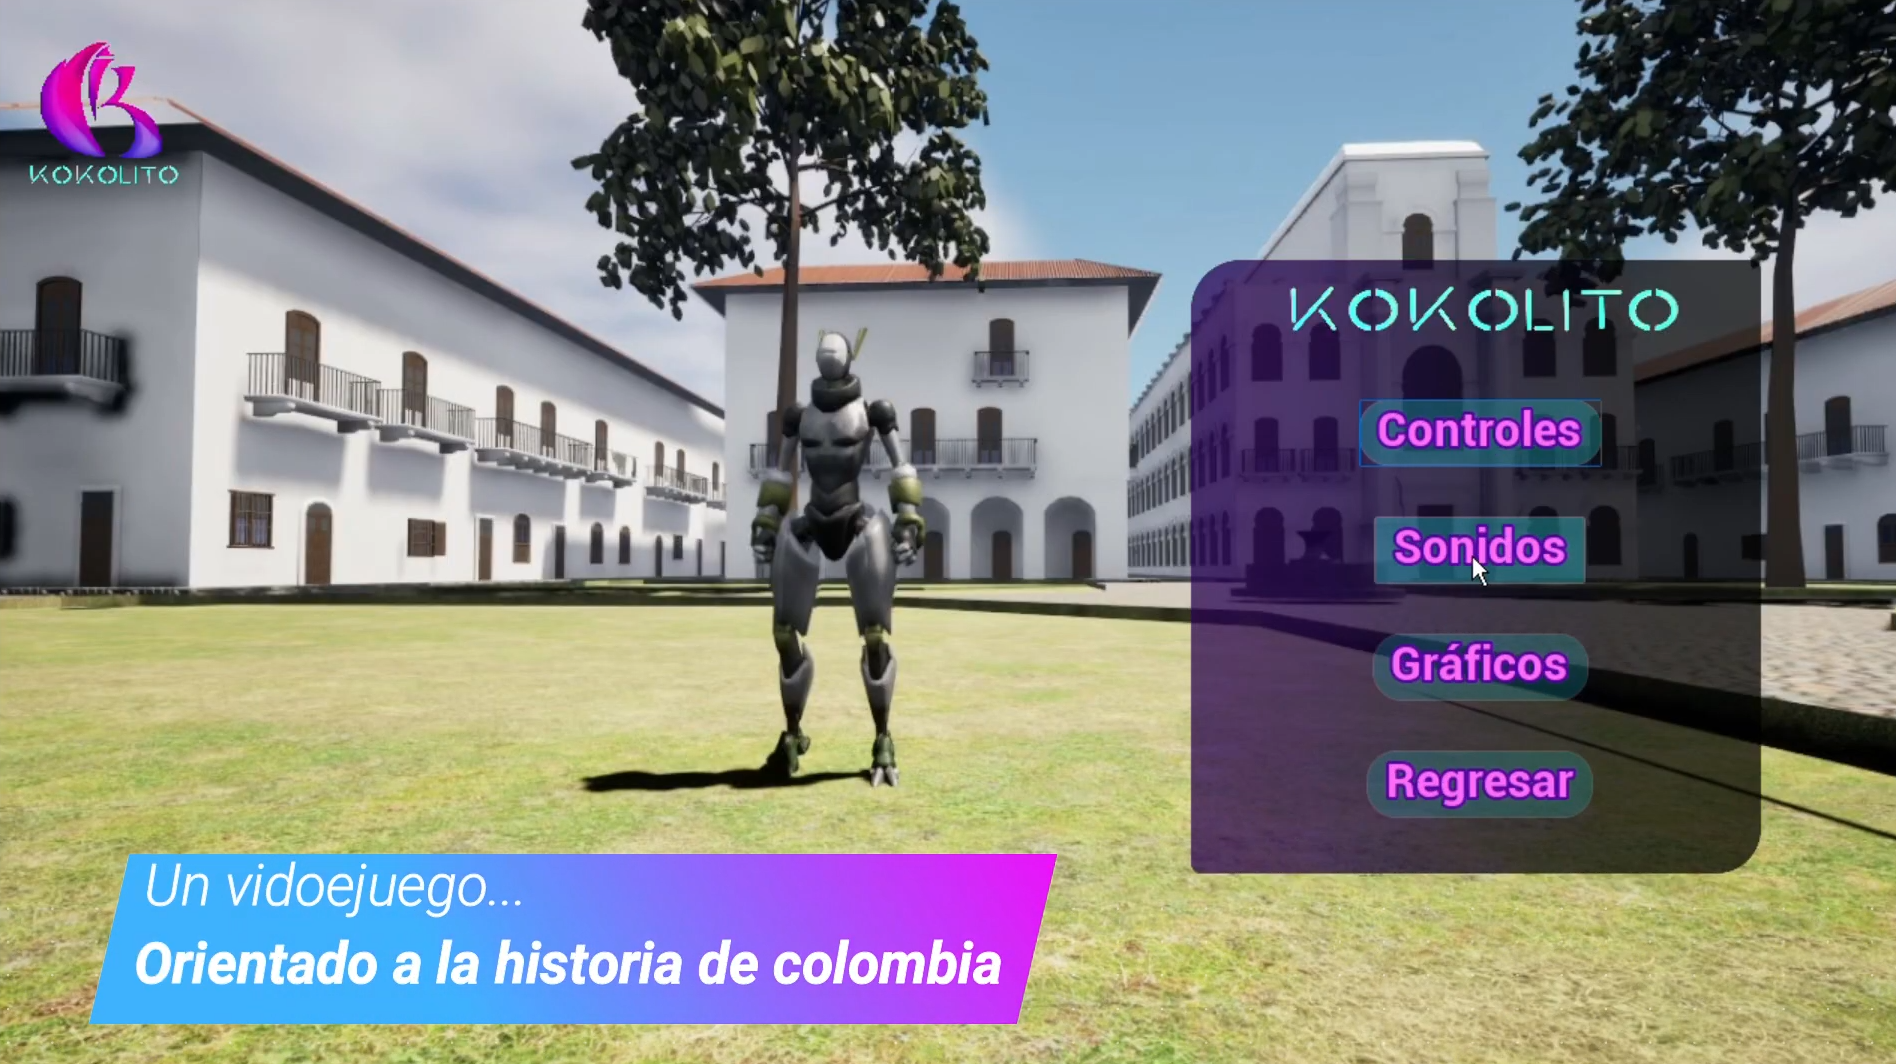 KOKOLITO
KOKOLITO
Controles
Sonidos
Gráficos
Regresar
Un vidoejuego...
Orientado a la historia de colombia